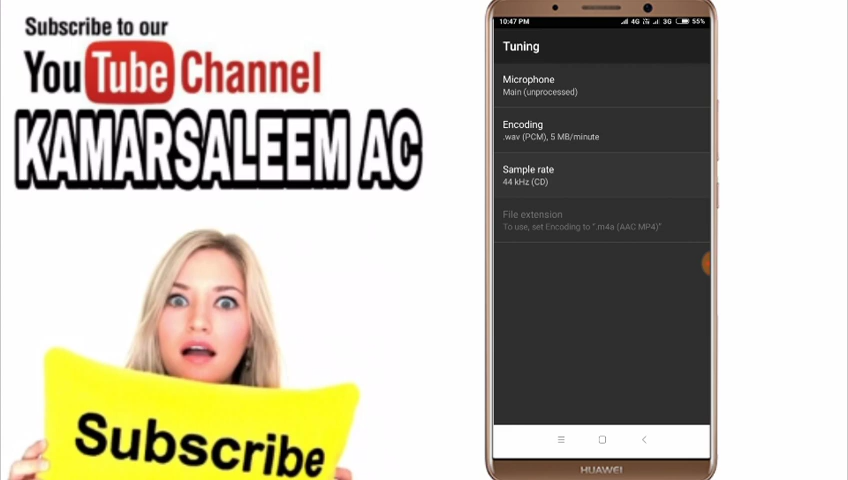 Subscribe to our
YouTube Channel
KAMARSALEEM AC
Subscribe
10:47 PM 4G 3G 55%
Tuning
Microphone
Main (unprocessed)
Encoding
.wav (PCM), 5 MB/minute
Sample rate
44 kHz (CD)
File extension
To use, set Encoding to ".m4a (AAC MP4)"
HUAWEI